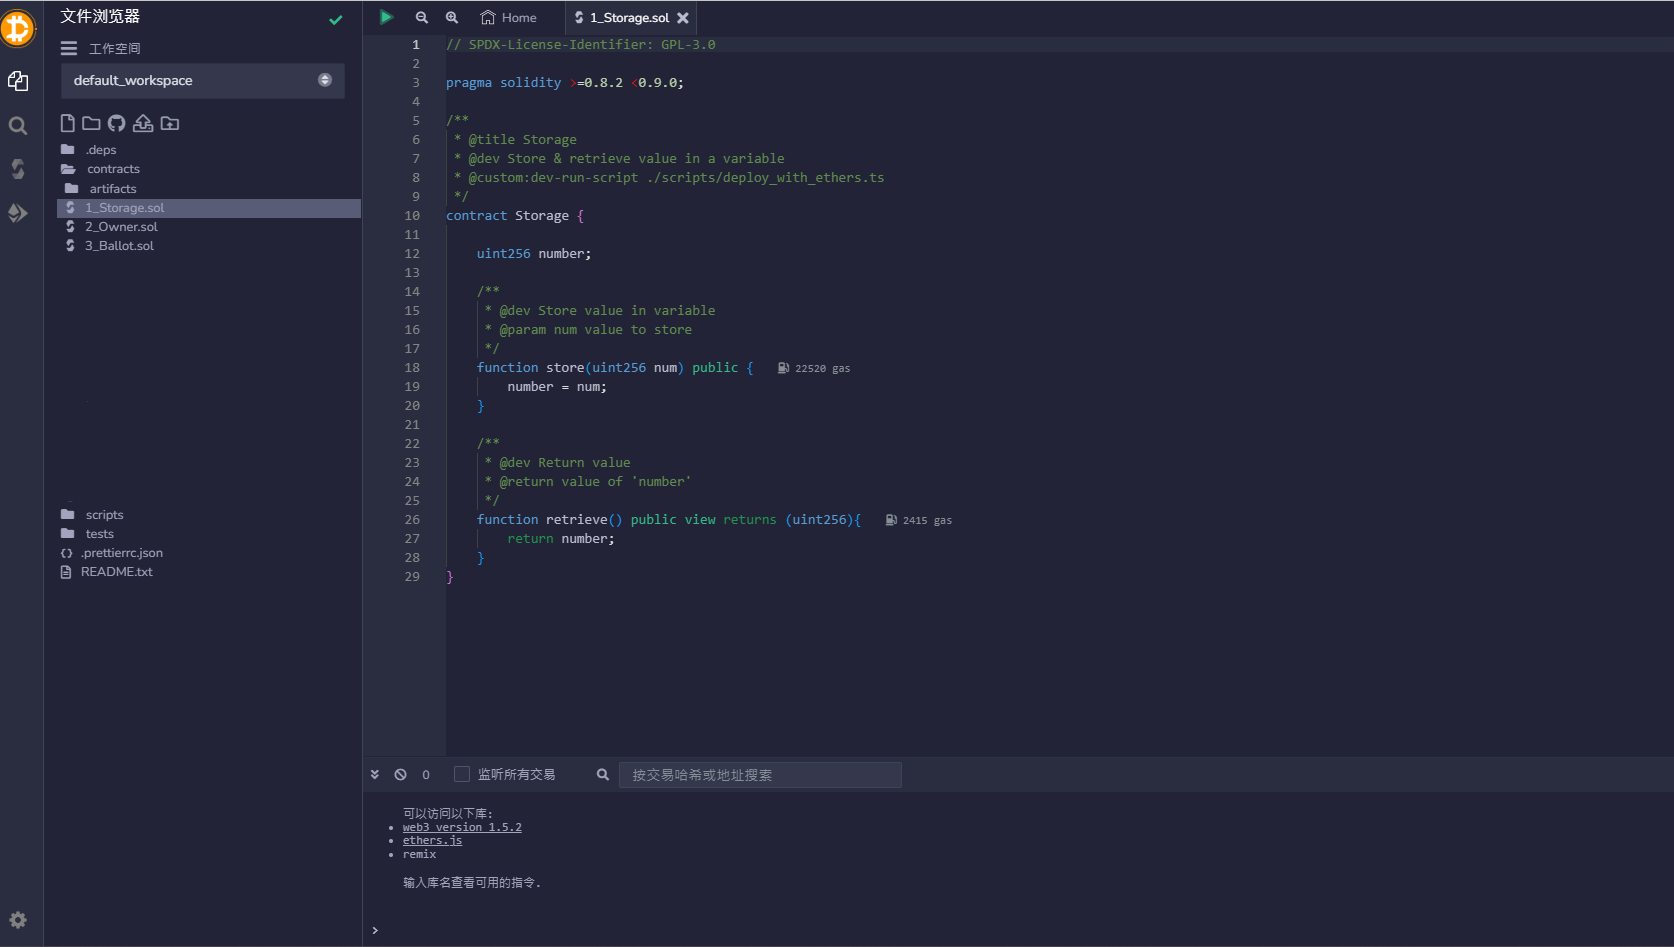 文件浏览器
工作空间
default_workspace
.deps
contracts
artifacts
1_Storage.sol
2_Owner.sol
3_Ballot.sol
scripts
tests
.prettierrc.json
README.txt
Home
1_Storage.sol
1 // SPDX-License-Identifier: GPL-3.0
2
3 pragma solidity >=0.8.2 <0.9.0;
4
5 /**
6  * @title Storage
7  * @dev Store & retrieve value in a variable
8  * @custom:dev-run-script ./scripts/deploy_with_ethers.ts
9  */
10 contract Storage {
11
12     uint256 number;
13
14     /**
15      * @dev Store value in variable
16      * @param num value to store
17      */
18     function store(uint256 num) public { 22520 gas
19         number = num;
20     }
21
22     /**
23      * @dev Return value
24      * @return value of 'number'
25      */
26     function retrieve() public view returns (uint256){ 2415 gas
27         return number;
28     }
29 }
0 监听所有交易 按交易哈希或地址搜索
可以访问以下库:
• web3 version 1.5.2
• ethers.js
• remix
输入库名查看可用的指令.
>